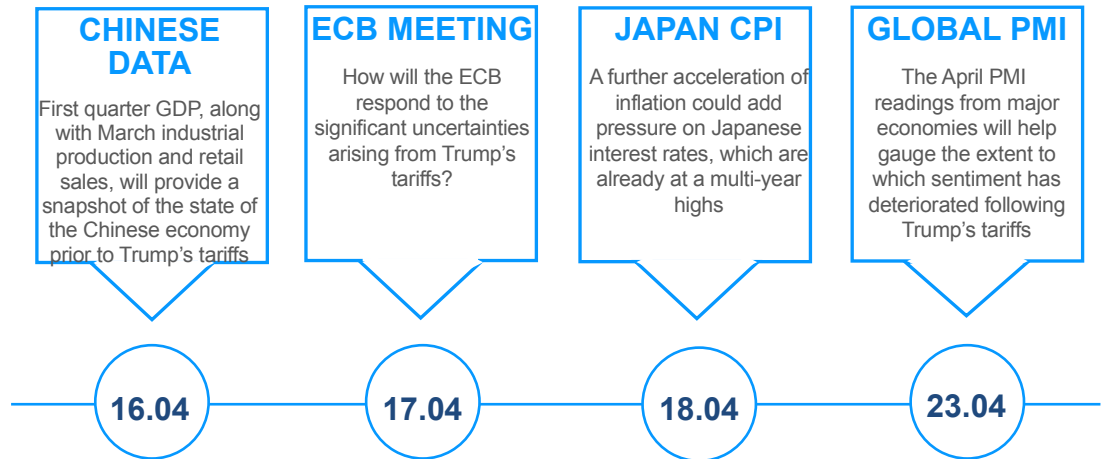 CHINESE
DATA
First quarter GDP, along
with March industrial
production and retail
sales, will provide a
snapshot of the state of
the Chinese economy
prior to Trump’s tariffs
ECB MEETING
How will the ECB
respond to the
significant uncertainties
arising from Trump’s
tariffs?
JAPAN CPI
A further acceleration of
inflation could add
pressure on Japanese
interest rates, which are
already at a multi-year
highs
GLOBAL PMI
The April PMI
readings from major
economies will help
gauge the extent to
which sentiment has
deteriorated following
Trump’s tariffs
16.04
17.04
18.04
23.04